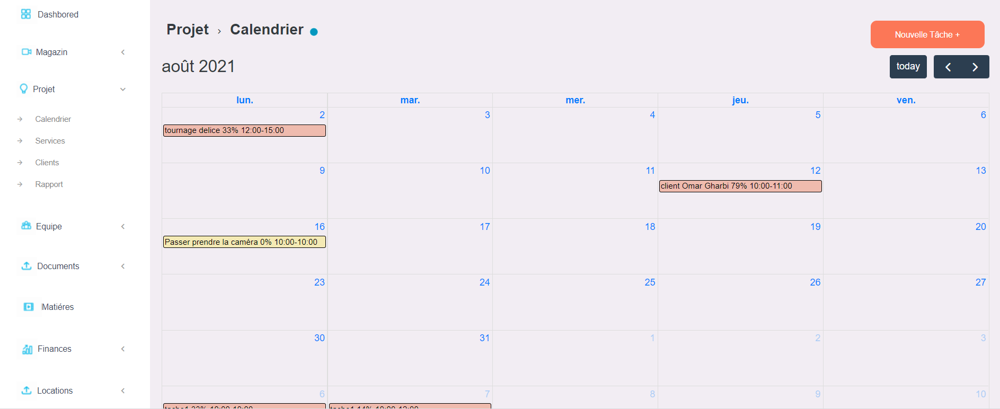 Dashbored
Magazin
Projet
Calendrier
Services
Clients
Rapport
Equipe
Documents
Matiéres
Finances
Locations
Projet › Calendrier
Nouvelle Tâche +
août 2021
today
lun. mar. mer. jeu. ven.
2 3 4 5 6
tournage delice 33% 12:00-15:00
9 10 11 12 13
client Omar Gharbi 79% 10:00-11:00
16 17 18 19 20
Passer prendre la caméra 0% 10:00-10:00
23 24 25 26 27
30 31 1 2 3
6 7 8 9 10